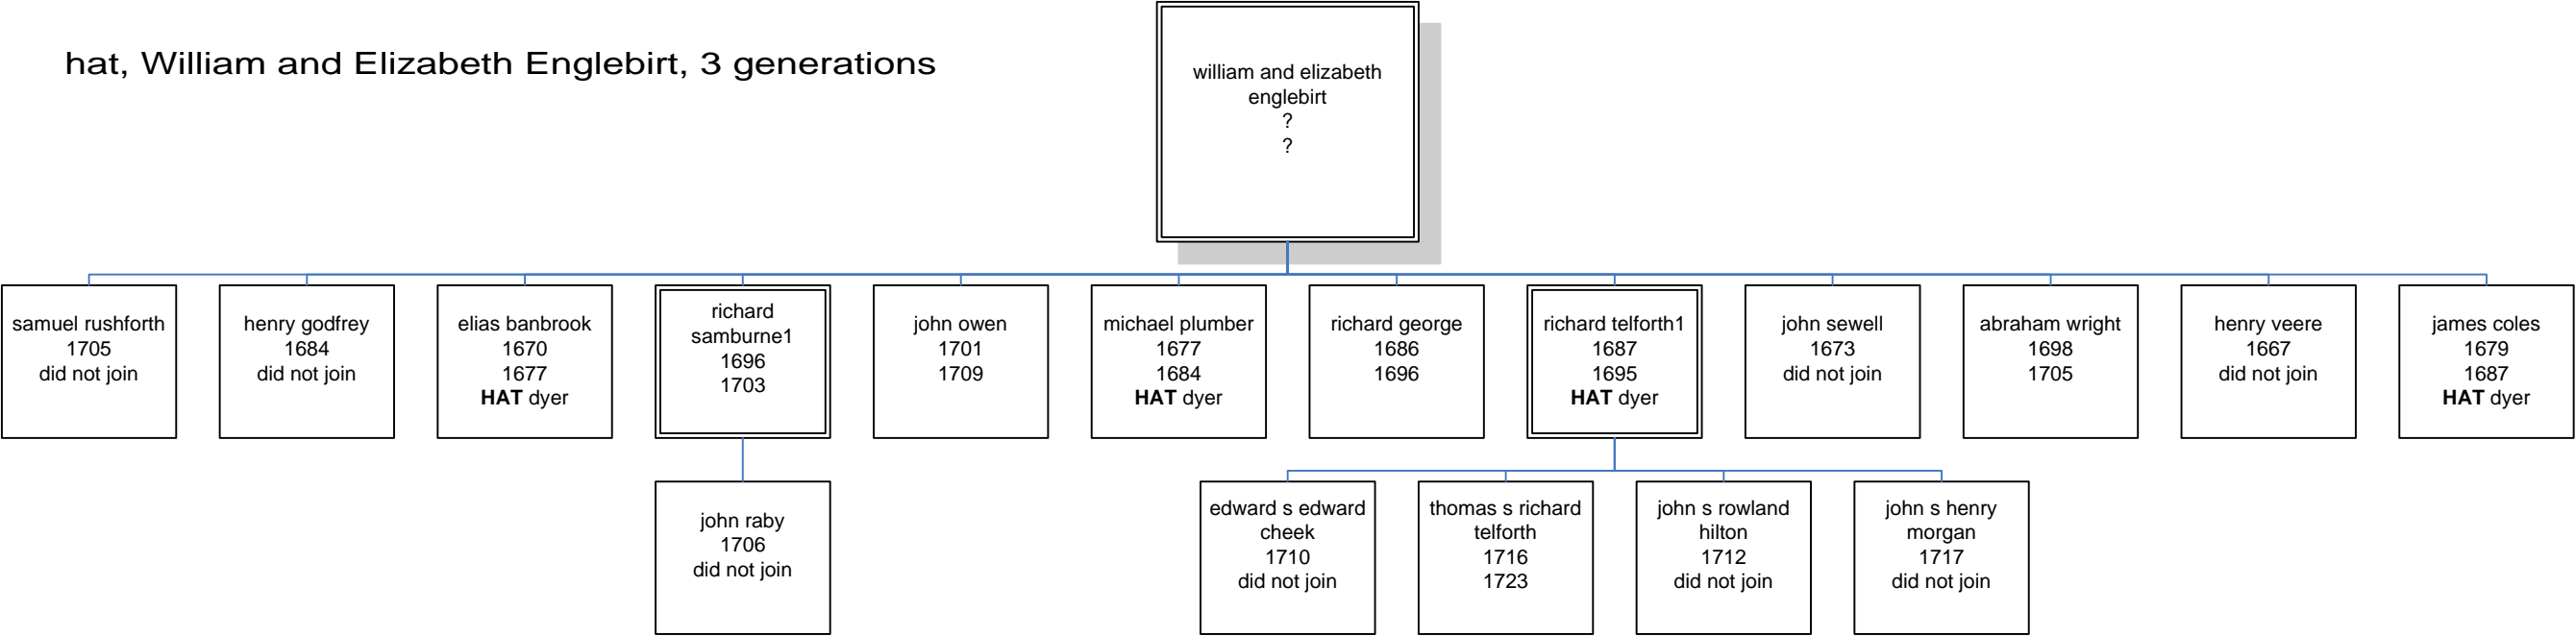 hat, William and Elizabeth Englebirt, 3 generations
william and elizabeth
englebirt
?
?
samuel rushforth
1705
did not join
henry godfrey
1684
did not join
elias banbrook
1670
1677
HAT dyer
richard
samburne1
1696
1703
john owen
1701
1709
michael plumber
1677
1684
HAT dyer
richard george
1686
1696
richard telforth1
1687
1695
HAT dyer
john sewell
1673
did not join
abraham wright
1698
1705
henry veere
1667
did not join
james coles
1679
1687
HAT dyer
john raby
1706
did not join
edward s edward
cheek
1710
did not join
thomas s richard
telforth
1716
1723
john s rowland
hilton
1712
did not join
john s henry
morgan
1717
did not join